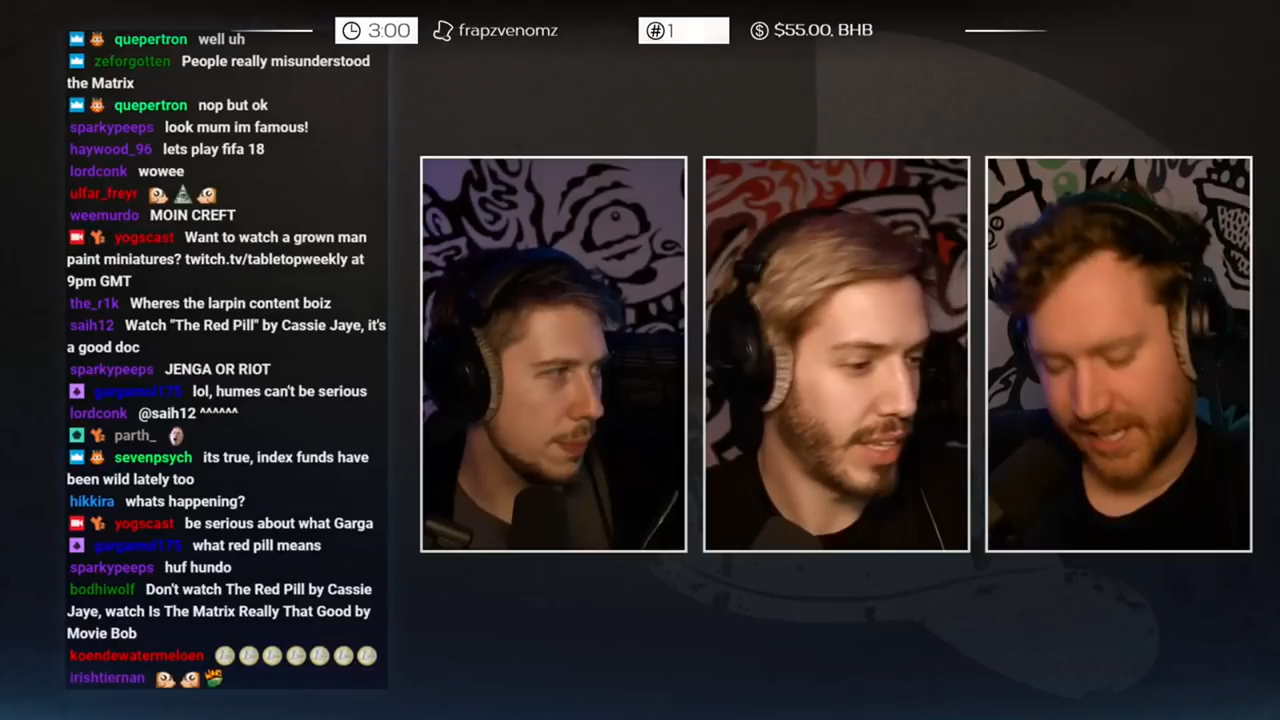 3:00
frapzvenomz
#1
$55.00, BHB
quepertron well uh
zeforgotten People really misunderstood
the Matrix
quepertron nop but ok
sparkypeeps look mum im famous!
haywood_96 lets play fifa 18
lordconk wowee
ulfar_freyr
weemurdo MOIN CREFT
yogscast Want to watch a grown man
paint miniatures? twitch.tv/tabletopweekly at
9pm GMT
the_r1k Wheres the larpin content boiz
saih12 Watch "The Red Pill" by Cassie Jaye, it's
a good doc
sparkypeeps JENGA OR RIOT
gargamol175 lol, humes can't be serious
lordconk @saih12 ^^^^^^
parth_
sevenpsych its true, index funds have
been wild lately too
hikkira whats happening?
yogscast be serious about what Garga
gargamol175 what red pill means
sparkypeeps huf hundo
bodhiwolf Don't watch The Red Pill by Cassie
Jaye, watch Is The Matrix Really That Good by
Movie Bob
koendewatermeloen
irishtiernan